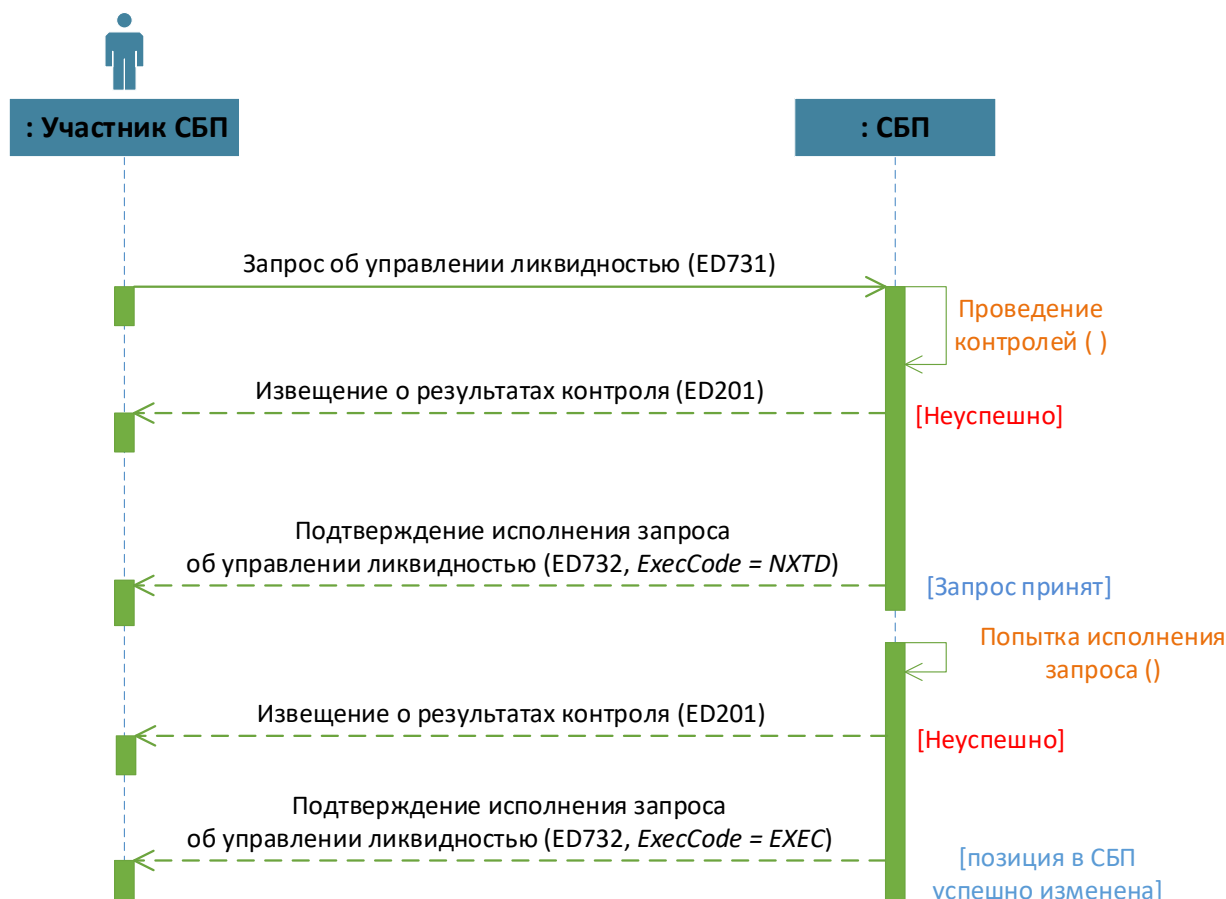 : Участник СБП
: СБП
Запрос об управлении ликвидностью (ED731)
Проведение
контролей ( )
Извещение о результатах контроля (ED201)
[Неуспешно]
Подтверждение исполнения запроса
об управлении ликвидностью (ED732, ExecCode = NXTD)
[Запрос принят]
Попытка исполнения
запроса ()
Извещение о результатах контроля (ED201)
[Неуспешно]
Подтверждение исполнения запроса
об управлении ликвидностью (ED732, ExecCode = EXEC)
[позиция в СБП
успешно изменена]